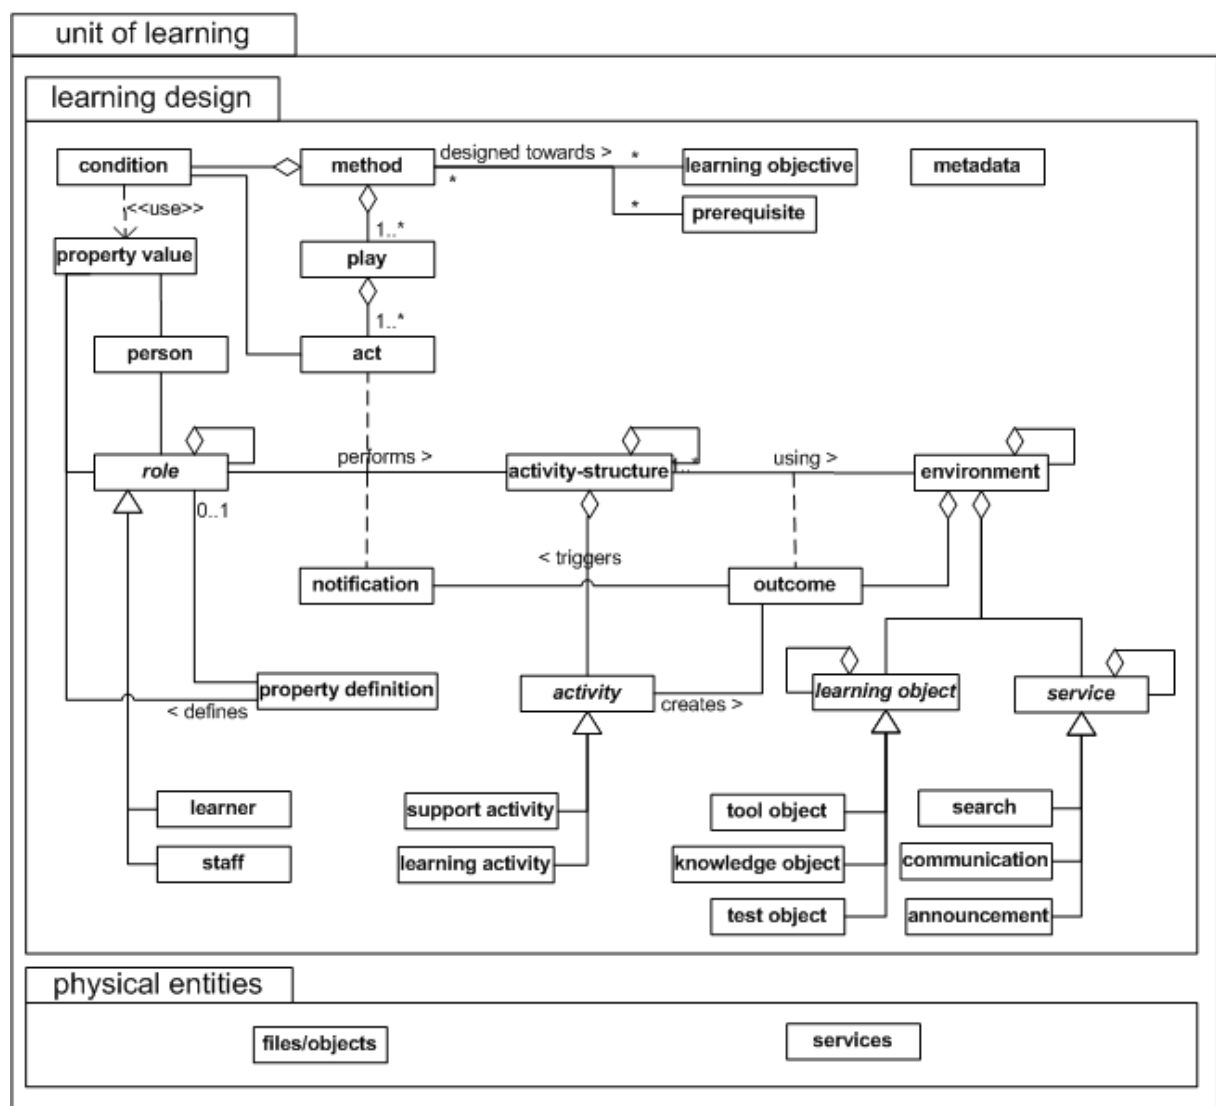 unit of learning
learning design
condition
method
designed towards >
*
*
learning objective
metadata
<<use>>
*
prerequisite
property value
1..*
play
1..*
person
act
role
performs >
activity-structure
1..*
using >
environment
0..1
< triggers
notification
outcome
property definition
< defines
activity
creates >
learning object
service
learner
support activity
tool object
search
staff
learning activity
knowledge object
communication
test object
announcement
physical entities
files/objects
services